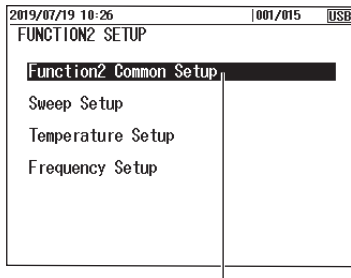 2019/07/19 10:26 001/015 USB
FUNCTION2 SETUP
Function2 Common Setup
Sweep Setup
Temperature Setup
Frequency Setup